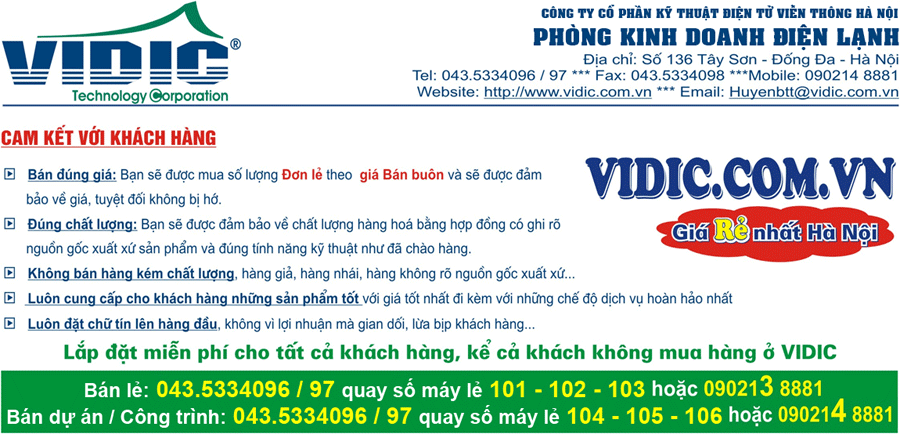 VIDIC®
Technology Corporation
CÔNG TY CỔ PHẦN KỸ THUẬT ĐIỆN TỬ VIỄN THÔNG HÀ NỘI
PHÒNG KINH DOANH ĐIỆN LẠNH
Địa chỉ: Số 136 Tây Sơn - Đống Đa - Hà Nội
Tel: 043.5334096 / 97 *** Fax: 043.5334098 ***Mobile: 090214 8881
Website: http://www.vidic.com.vn *** Email: Huyenbtt@vidic.com.vn
CAM KẾT VỚI KHÁCH HÀNG
Bán đúng giá: Bạn sẽ được mua số lượng Đơn lẻ theo giá Bán buôn và sẽ được đảm
bảo về giá, tuyệt đối không bị hớ.
Đúng chất lượng: Bạn sẽ được đảm bảo về chất lượng hàng hoá bằng hợp đồng có ghi rõ
nguồn gốc xuất xứ sản phẩm và đúng tính năng kỹ thuật như đã chào hàng.
Không bán hàng kém chất lượng, hàng giả, hàng nhái, hàng không rõ nguồn gốc xuất xứ...
Luôn cung cấp cho khách hàng những sản phẩm tốt với giá tốt nhất đi kèm với những chế độ dịch vụ hoàn hảo nhất
Luôn đặt chữ tín lên hàng đầu, không vì lợi nhuận mà gian dối, lừa bịp khách hàng...
VIDIC.COM.VN
Giá Rẻ nhất Hà Nội
Lắp đặt miễn phí cho tất cả khách hàng, kể cả khách không mua hàng ở VIDIC
Bán lẻ: 043.5334096 / 97 quay số máy lẻ 101 - 102 - 103 hoặc 090213 8881
Bán dự án / Công trình: 043.5334096 / 97 quay số máy lẻ 104 - 105 - 106 hoặc 090214 8881